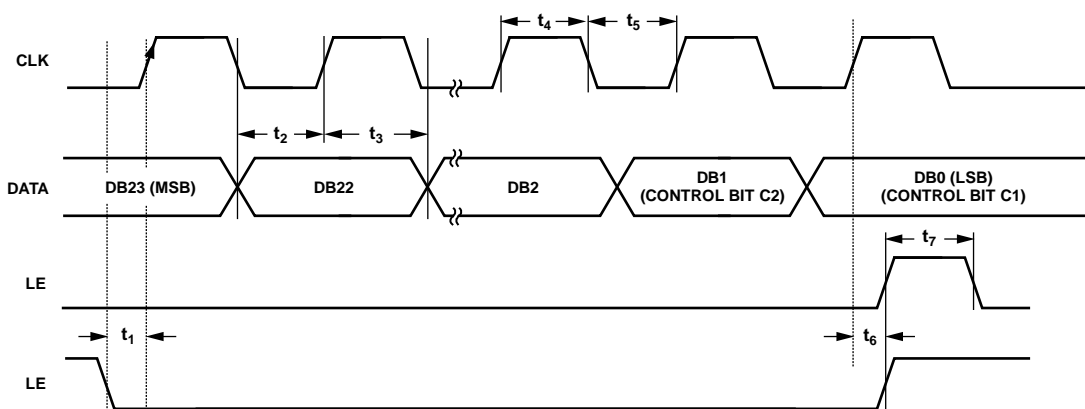 t4
t5
CLK
t2
t3
DATA
DB23 (MSB)
DB22
DB2
DB1
(CONTROL BIT C2)
DB0 (LSB)
(CONTROL BIT C1)
t7
LE
t1
t6
LE